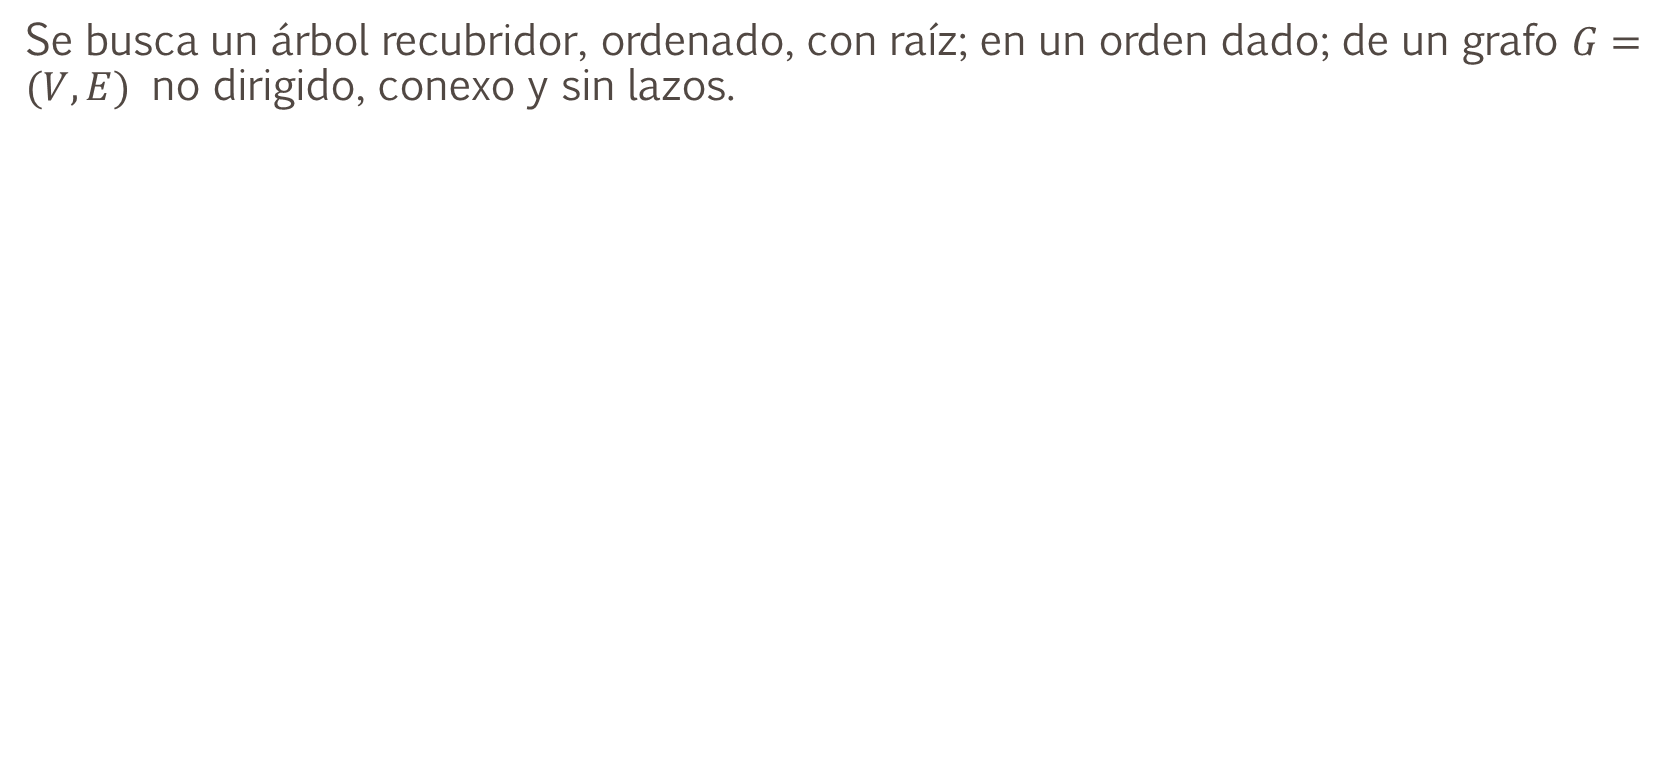 Se busca un árbol recubridor, ordenado, con raíz; en un orden dado; de un grafo G =
(V, E) no dirigido, conexo y sin lazos.